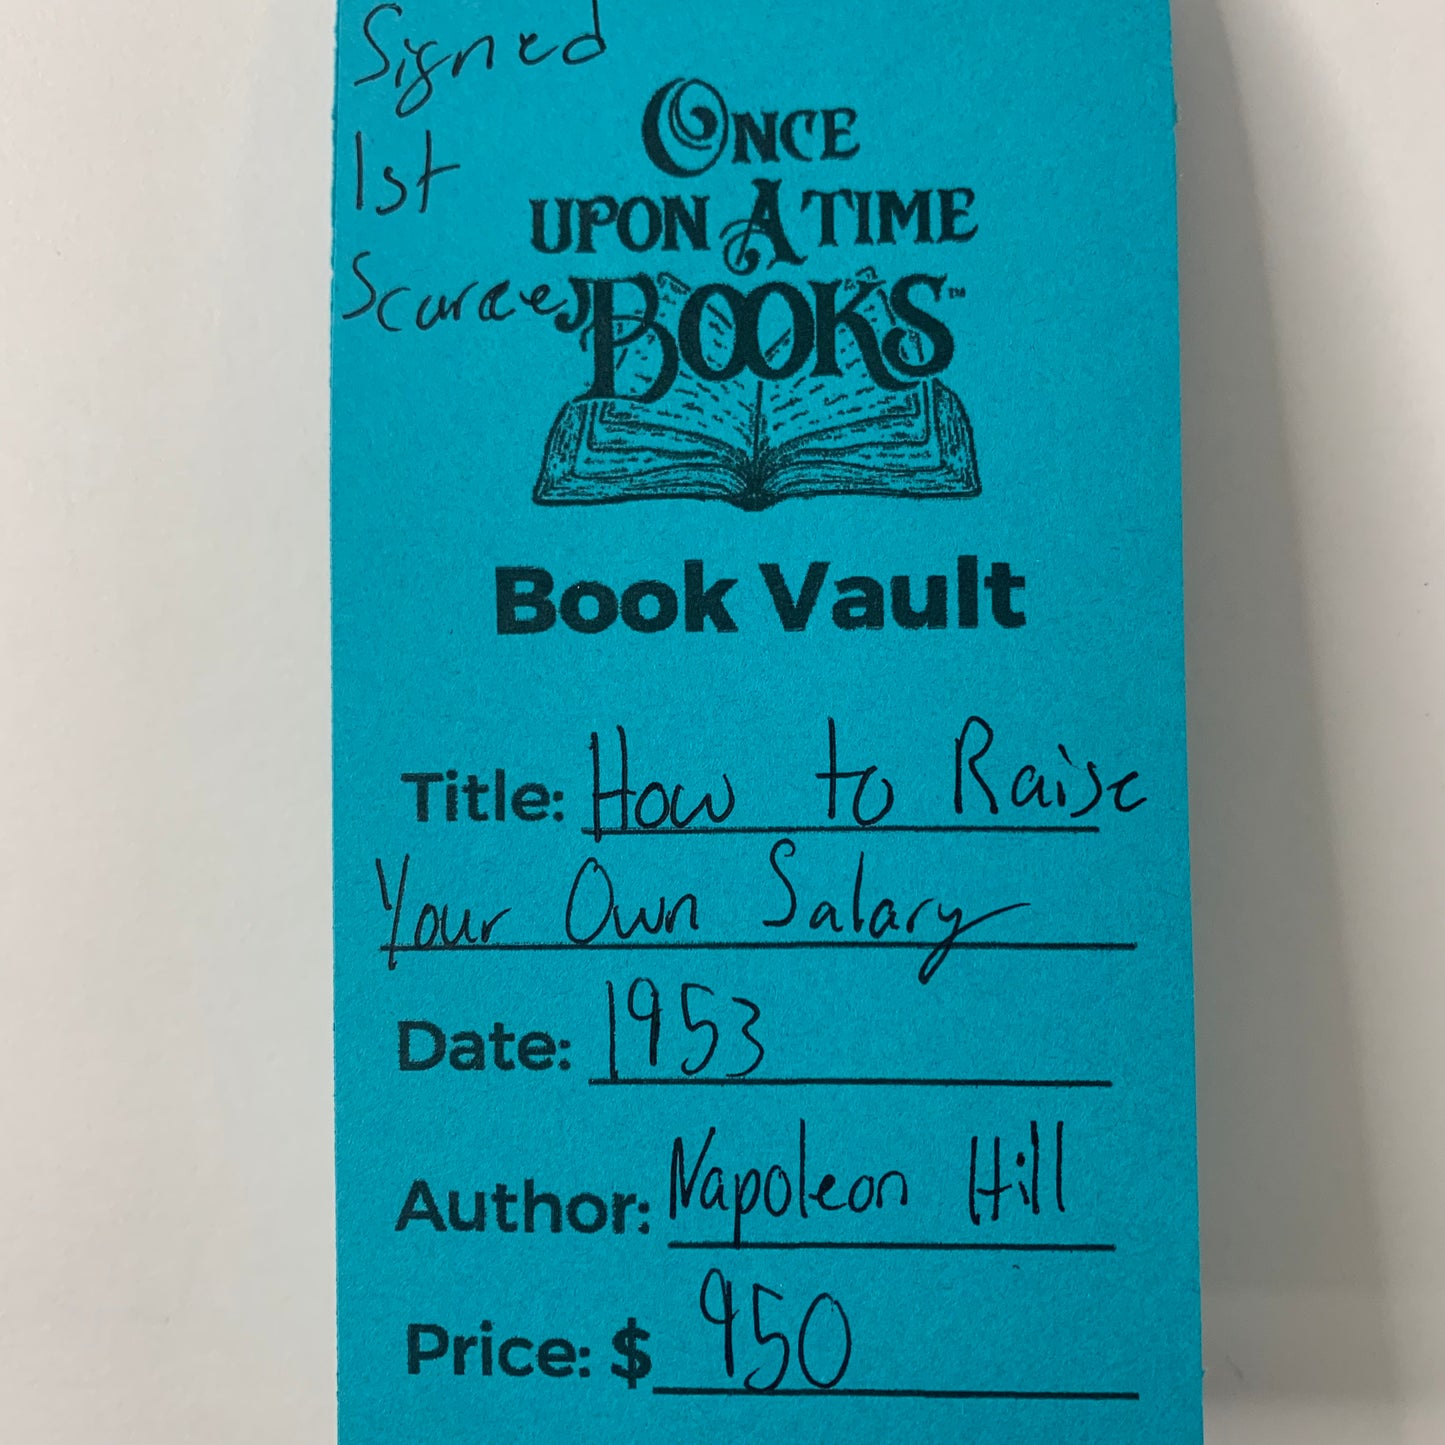 Signed
1st
Scarce
ONCE
UPON A TIME
BOOKS™
Book Vault
Title: How to Raise
Your Own Salary
Date: 1953
Author: Napoleon Hill
Price: $ 950